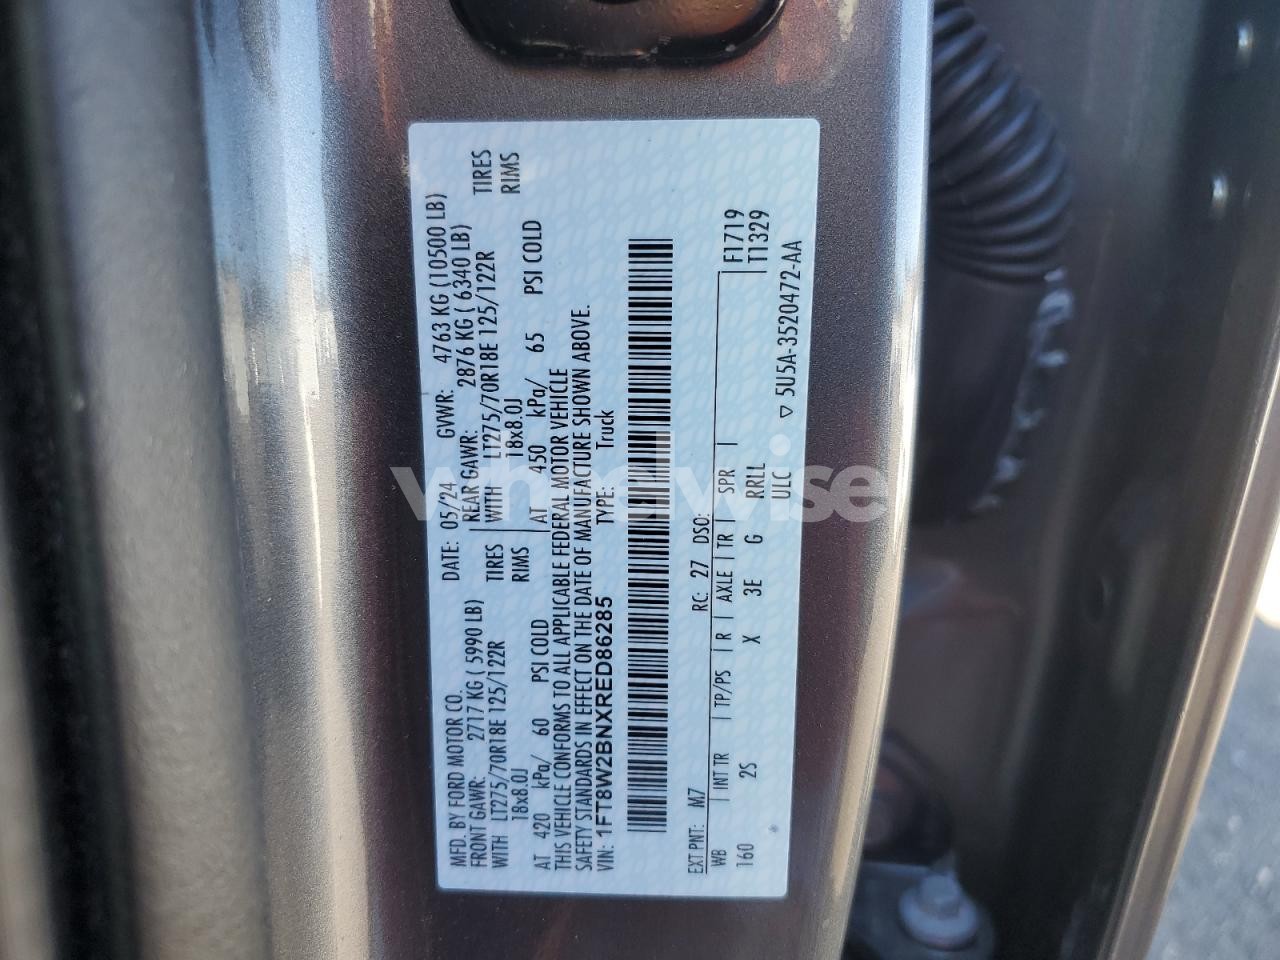 MFD. BY FORD MOTOR CO. DATE: 05/24 GVWR: 4763 KG (10500 LB)
FRONT GAWR: 2717 KG ( 5990 LB) REAR GAWR: 2876 KG ( 6340 LB)
WITH LT275/70R18E 125/122R TIRES WITH LT275/70R18E 125/122R TIRES
18x8.0J RIMS 18x8.0J RIMS
AT 420 kPa/ 60 PSI COLD AT 450 kPa/ 65 PSI COLD
THIS VEHICLE CONFORMS TO ALL APPLICABLE FEDERAL MOTOR VEHICLE
SAFETY STANDARDS IN EFFECT ON THE DATE OF MANUFACTURE SHOWN ABOVE.
VIN: 1FT8W2BNXRED86285 TYPE: Truck
EXT PNT: M7 RC: 27 DSO:
WB INT TR TP/PS R AXLE TR SPR F1719
160 2S X 3E G RRLL T1329
ULC ▽ 5U5A-3520472-AA
wheelwise